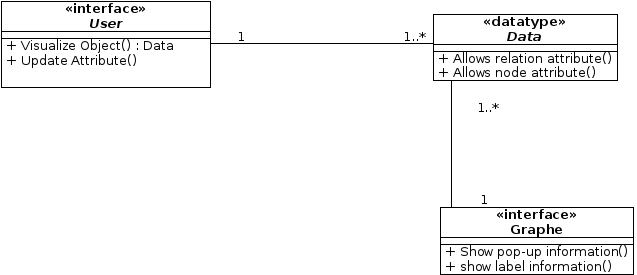 «interface»
User
+ Visualize Object() : Data
+ Update Attribute()
1
1..*
«datatype»
Data
+ Allows relation attribute()
+ Allows node attribute()
1..*
1
«interface»
Graphe
+ Show pop-up information()
+ show label information()